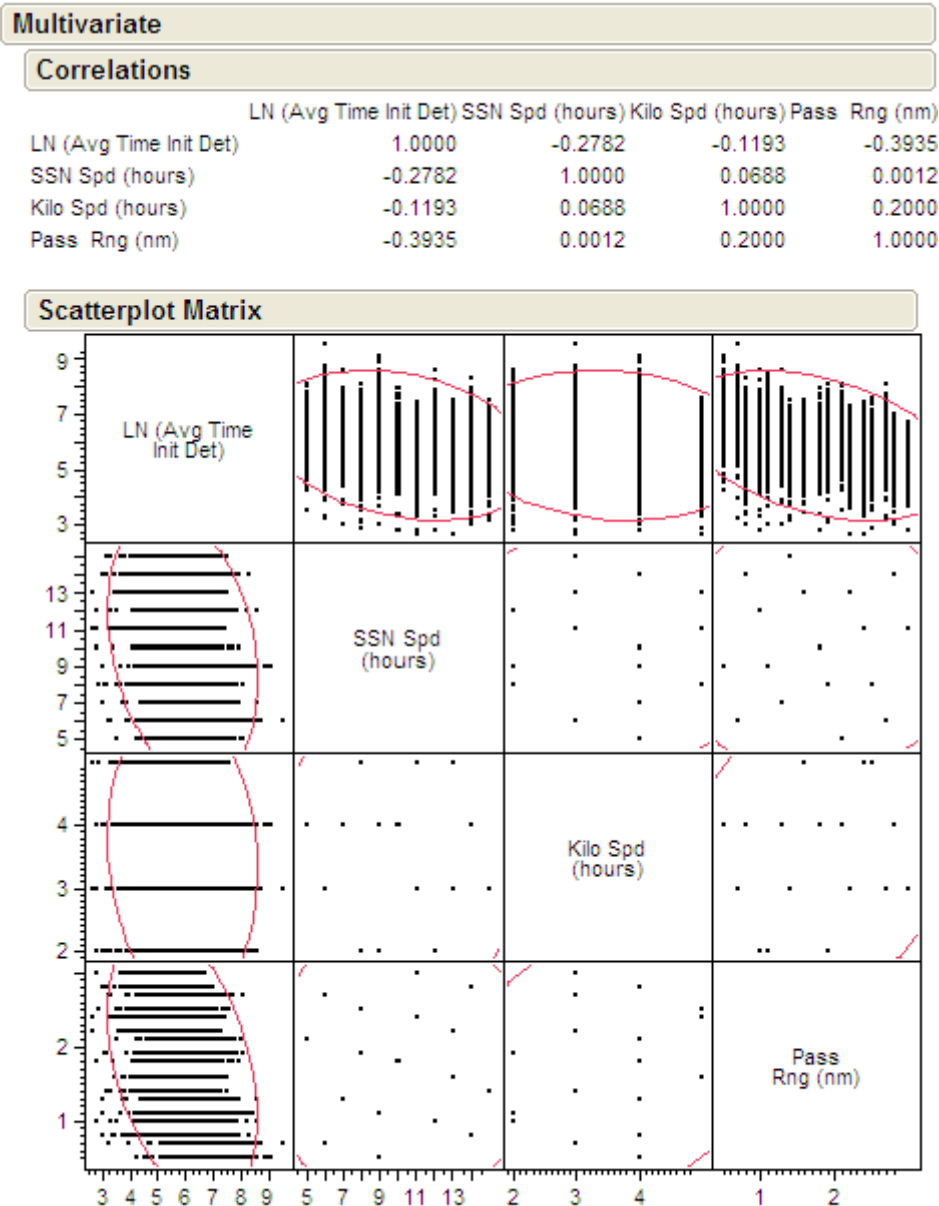 Multivariate
Correlations
LN (Avg Time Init Det) SSN Spd (hours) Kilo Spd (hours) Pass Rng (nm)
LN (Avg Time Init Det) 1.0000 -0.2782 -0.1193 -0.3935
SSN Spd (hours) -0.2782 1.0000 0.0688 0.0012
Kilo Spd (hours) -0.1193 0.0688 1.0000 0.2000
Pass Rng (nm) -0.3935 0.0012 0.2000 1.0000
Scatterplot Matrix
9
7
5
3
LN (Avg Time
Init Det)
13
11
9
7
5
SSN Spd
(hours)
4
3
2
Kilo Spd
(hours)
2
1
Pass
Rng (nm)
3 4 5 6 7 8 9 5 7 9 11 13 2 3 4 1 2